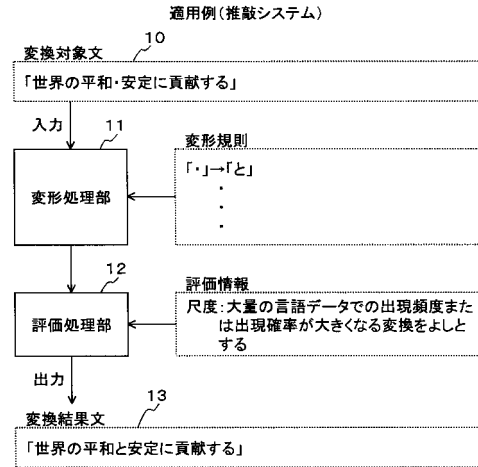 適用例(推敲システム)
10
変換対象文
「世界の平和・安定に貢献する」
入力
11
変形規則
変形処理部
「・」→「と」
・
・
・
12
評価情報
評価処理部
尺度:大量の言語データでの出現頻度また
は出現確率が大きくなる変換をよしと
する
出力
13
変換結果文
「世界の平和と安定に貢献する」